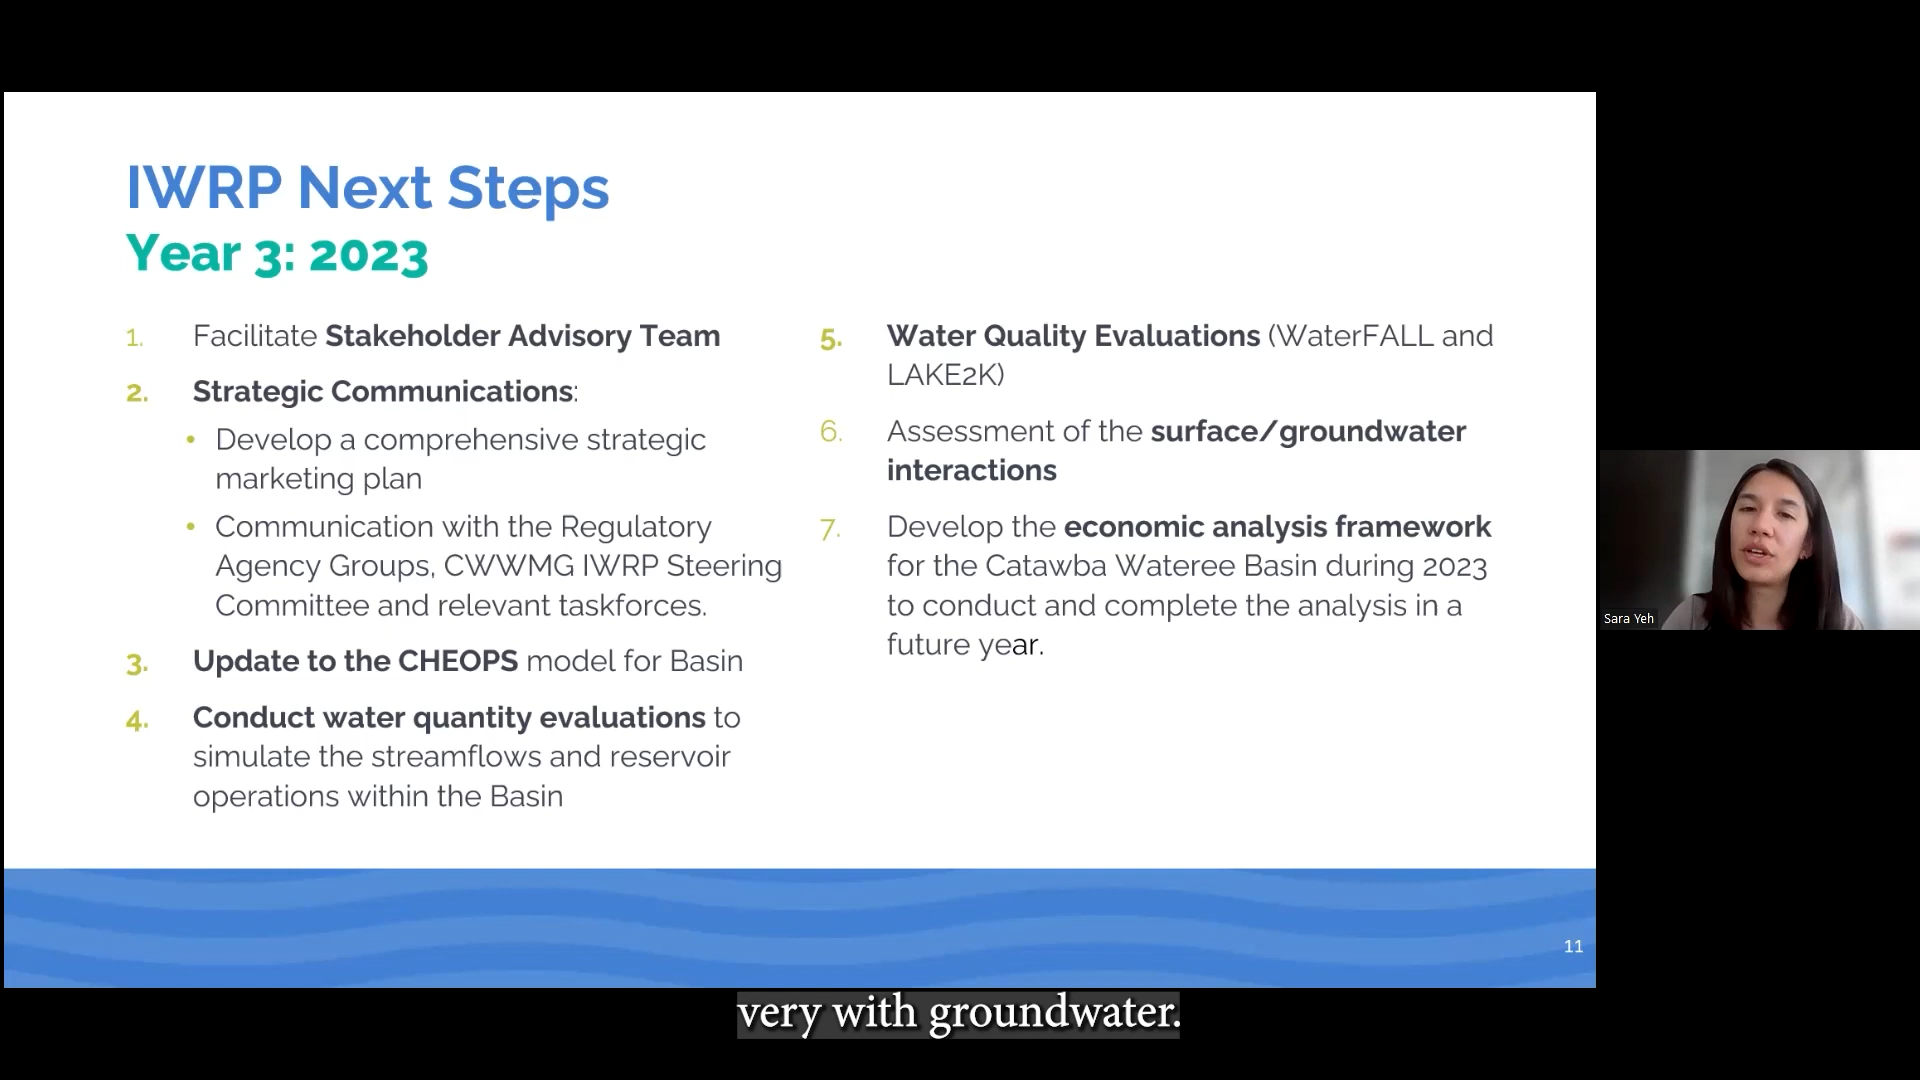 IWRP Next Steps
Year 3: 2023
1. Facilitate Stakeholder Advisory Team
2. Strategic Communications:
• Develop a comprehensive strategic
marketing plan
• Communication with the Regulatory
Agency Groups, CWWMG IWRP Steering
Committee and relevant taskforces.
3. Update to the CHEOPS model for Basin
4. Conduct water quantity evaluations to
simulate the streamflows and reservoir
operations within the Basin
5. Water Quality Evaluations (WaterFALL and
LAKE2K)
6. Assessment of the surface/groundwater
interactions
7. Develop the economic analysis framework
for the Catawba Wateree Basin during 2023
to conduct and complete the analysis in a
future year.
Sara Yeh
11
very with groundwater.